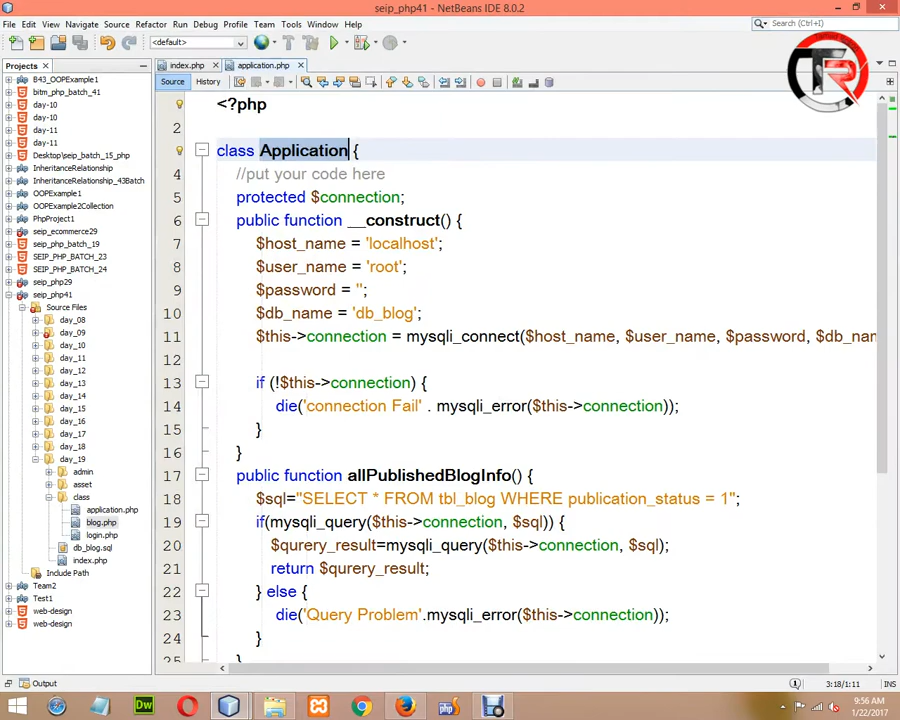 seip_php41 - NetBeans IDE 8.0.2
File Edit View Navigate Source Refactor Run Debug Profile Team Tools Window Help
Search (Ctrl+I)
<default>
TR
Projects
index.php
application.php
Source
History
B43_OOPExample1
bitm_php_batch_41
day-10
day-10
day-11
day-11
Desktop\seip_batch_15_php
InheritanceRelationship
InheritanceRelationship_43Batch
OOPExample1
OOPExample2Collection
PhpProject1
seip_ecommerce29
seip_php_batch_19
SEIP_PHP_BATCH_23
SEIP_PHP_BATCH_24
seip_php29
seip_php41
Source Files
day_08
day_09
day_10
day_11
day_12
day_13
day_14
day_15
day_16
day_17
day_18
day_19
admin
asset
class
application.php
blog.php
login.php
db_blog.sql
index.php
Include Path
Team2
Test1
web-design
web-design
<?php
2
class Application {
4 //put your code here
5 protected $connection;
6 public function __construct() {
7 $host_name = 'localhost';
8 $user_name = 'root';
9 $password = '';
10 $db_name = 'db_blog';
11 $this->connection = mysqli_connect($host_name, $user_name, $password, $db_nam
12
13 if (!$this->connection) {
14 die('connection Fail' . mysqli_error($this->connection));
15 }
16 }
17 public function allPublishedBlogInfo() {
18 $sql="SELECT * FROM tbl_blog WHERE publication_status = 1";
19 if(mysqli_query($this->connection, $sql)) {
20 $qurery_result=mysqli_query($this->connection, $sql);
21 return $qurery_result;
22 } else {
23 die('Query Problem'.mysqli_error($this->connection));
24 }
25 }
Output
3:18/1:11
INS
Dw
php
9:56 AM
1/22/2017